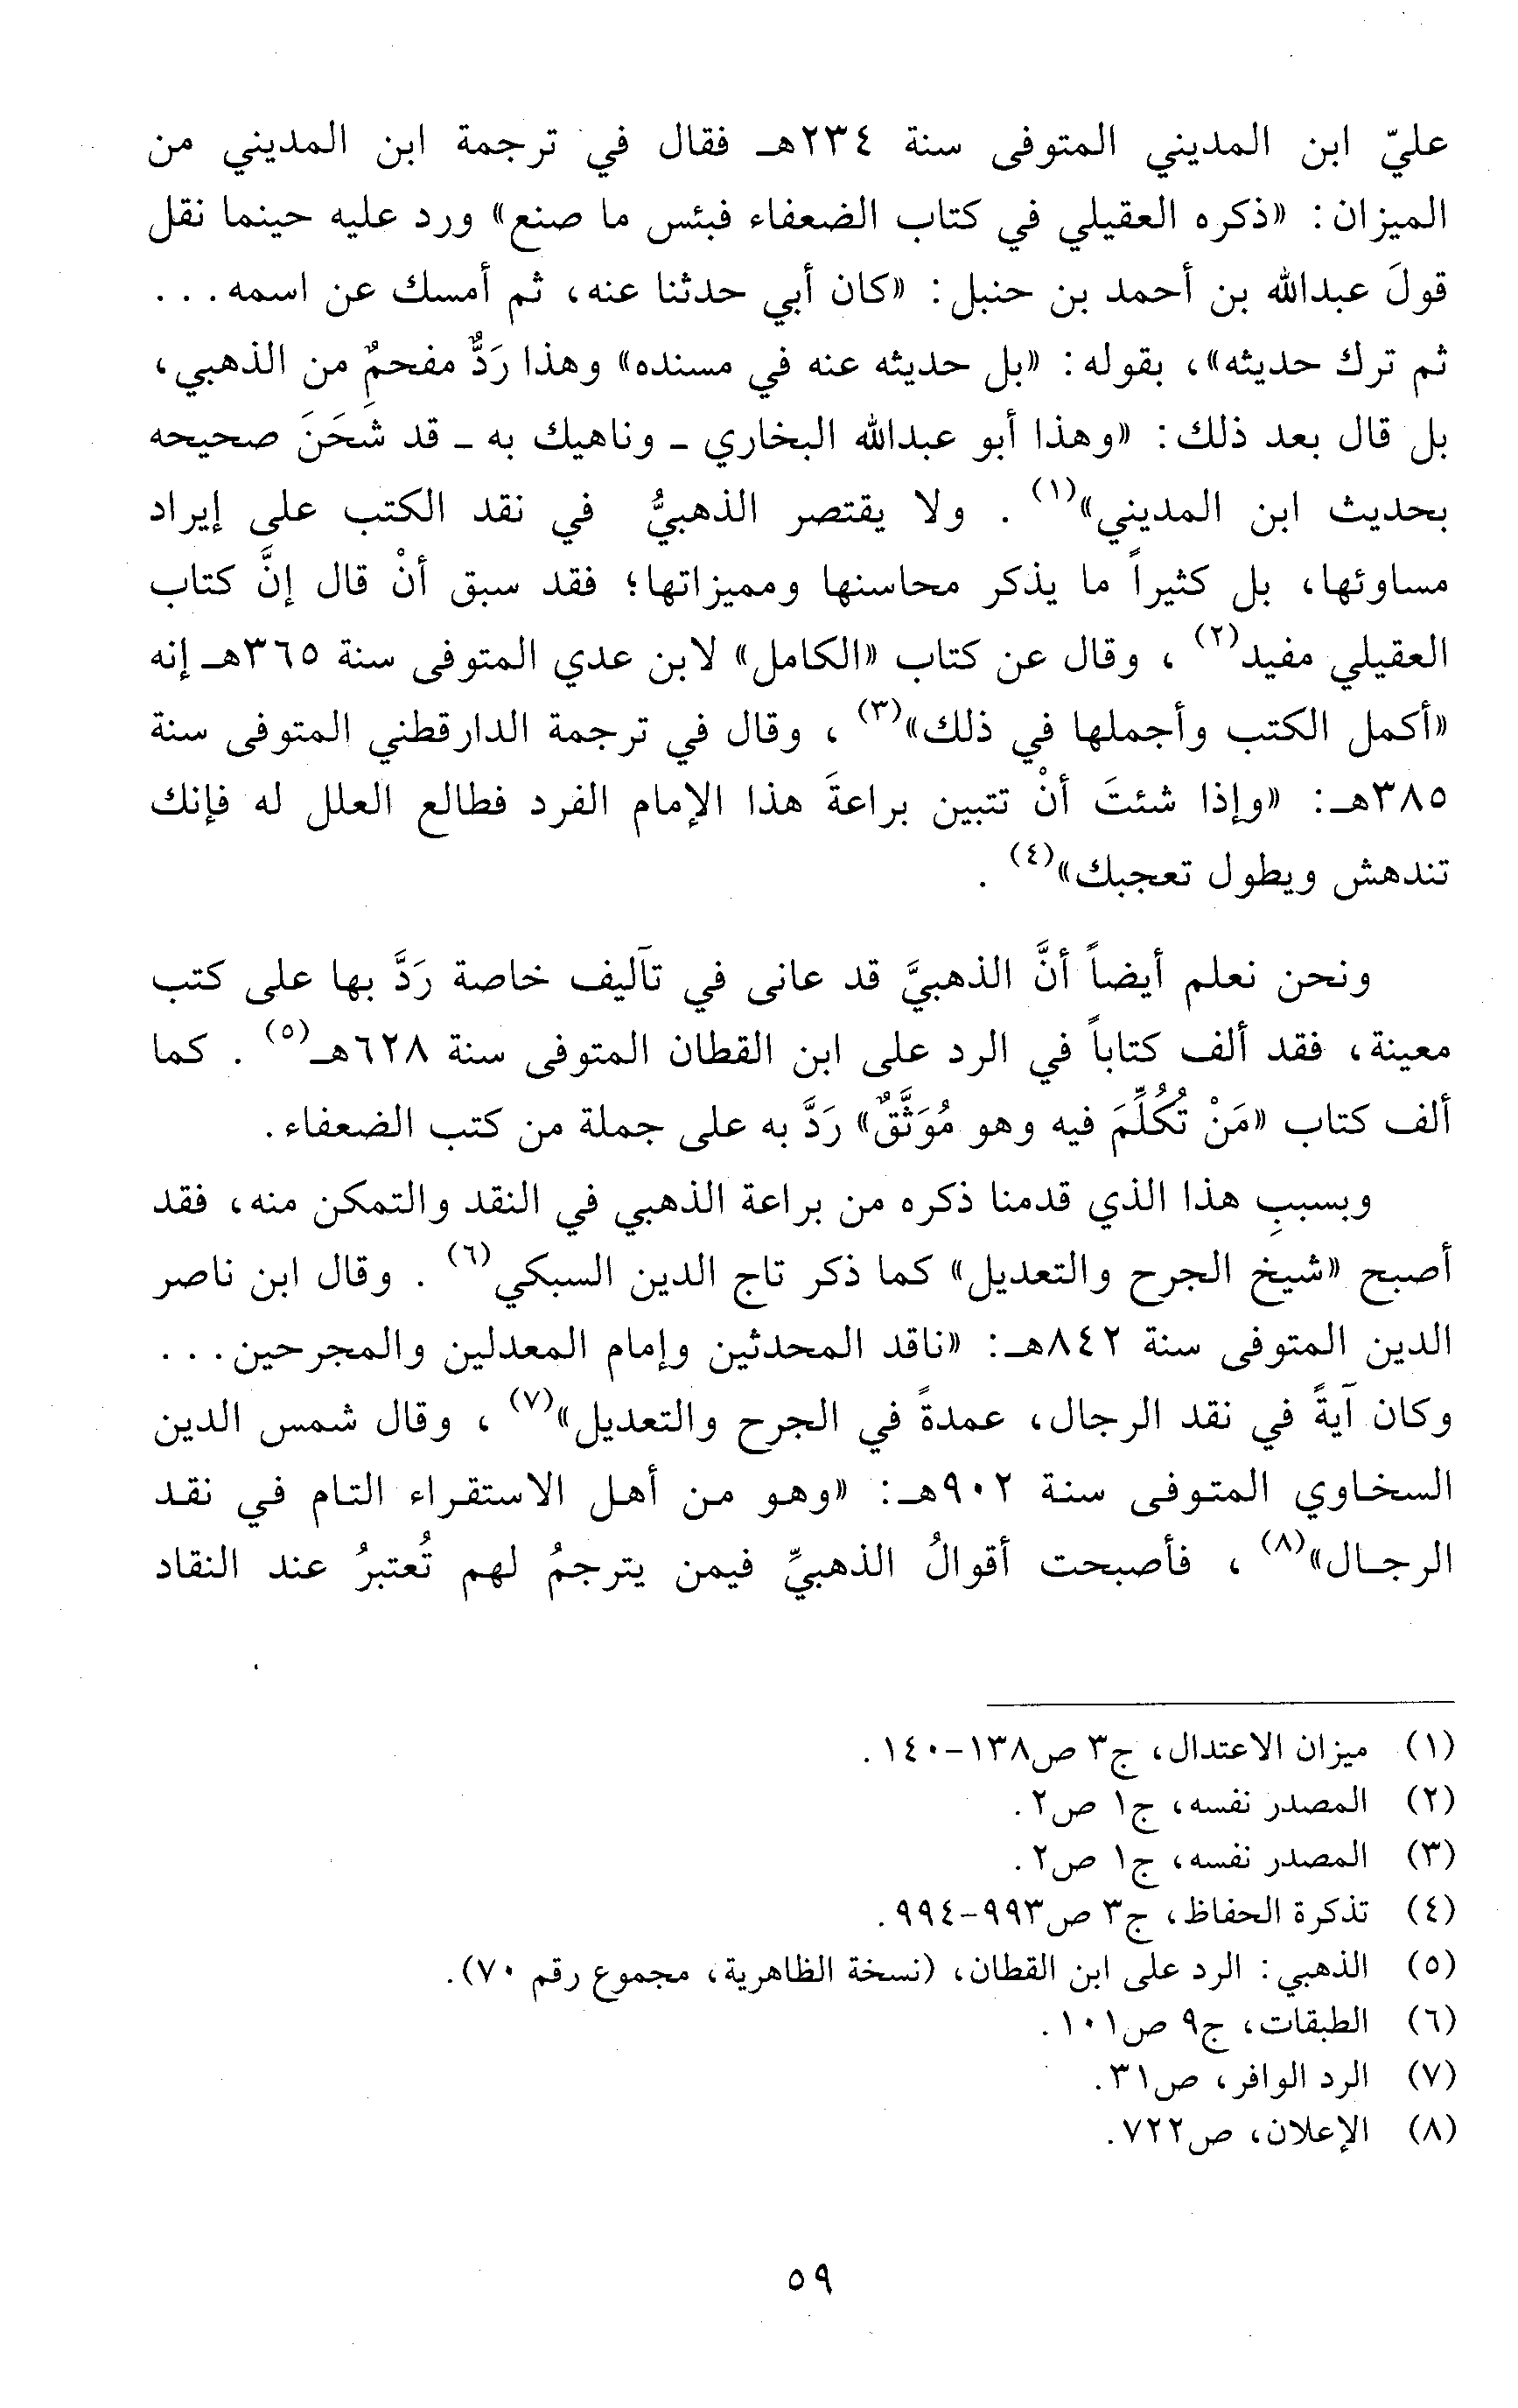 عليّ ابن المديني المتوفى سنة ٢٣٤هـ فقال في ترجمة ابن المديني من
الميزان: «ذكره العقيلي في كتاب الضعفاء فبئس ما صنع» ورد عليه حينما نقل
قولَ عبدالله بن أحمد بن حنبل: «كان أبي حدثنا عنه، ثم أمسك عن اسمه...
ثم ترك حديثه»، بقوله: «بل حديثه عنه في مسنده» وهذا رَدٌّ مفحمٌ من الذهبي،
بل قال بعد ذلك: «وهذا أبو عبدالله البخاري - وناهيك به - قد شَحَنَ صحيحه
بحديث ابن المديني»(١). ولا يقتصر الذهبيُّ في نقد الكتب على إيراد
مساوئها، بل كثيراً ما يذكر محاسنها ومميزاتها؛ فقد سبق أنْ قال إنَّ كتاب
العقيلي مفيد(٢)، وقال عن كتاب «الكامل» لابن عدي المتوفى سنة ٣٦٥هـ إنه
«أكمل الكتب وأجملها في ذلك»(٣)، وقال في ترجمة الدارقطني المتوفى سنة
٣٨٥هـ: «وإذا شئتَ أنْ تتبين براعةَ هذا الإمام الفرد فطالع العلل له فإنك
تندهش ويطول تعجبك»(٤).
ونحن نعلم أيضاً أنَّ الذهبيَّ قد عانى في تآليف خاصة رَدَّ بها على كتب
معينة، فقد ألف كتاباً في الرد على ابن القطان المتوفى سنة ٦٢٨هـ(٥). كما
ألف كتاب «مَنْ تُكُلِّمَ فيه وهو مُوَثَّقٌ» رَدَّ به على جملة من كتب الضعفاء.
وبسببِ هذا الذي قدمنا ذكره من براعة الذهبي في النقد والتمكن منه، فقد
أصبح «شيخ الجرح والتعديل» كما ذكر تاج الدين السبكي(٦). وقال ابن ناصر
الدين المتوفى سنة ٨٤٢هـ: «ناقد المحدثين وإمام المعدلين والمجرحين...
وكان آيةً في نقد الرجال، عمدةً في الجرح والتعديل»(٧)، وقال شمس الدين
السخاوي المتوفى سنة ٩٠٢هـ: «وهو من أهل الاستقراء التام في نقد
الرجال»(٨)، فأصبحت أقوالُ الذهبيِّ فيمن يترجمُ لهم تُعتبرُ عند النقاد
(١) ميزان الاعتدال، ج٣ ص١٣٨-١٤٠.
(٢) المصدر نفسه، ج١ ص٢.
(٣) المصدر نفسه، ج١ ص٢.
(٤) تذكرة الحفاظ، ج٣ ص٩٩٣-٩٩٤.
(٥) الذهبي: الرد على ابن القطان، (نسخة الظاهرية، مجموع رقم ٧٠).
(٦) الطبقات، ج٩ ص١٠١.
(٧) الرد الوافر، ص٣١.
(٨) الإعلان، ص٧٢٢.
٥٩